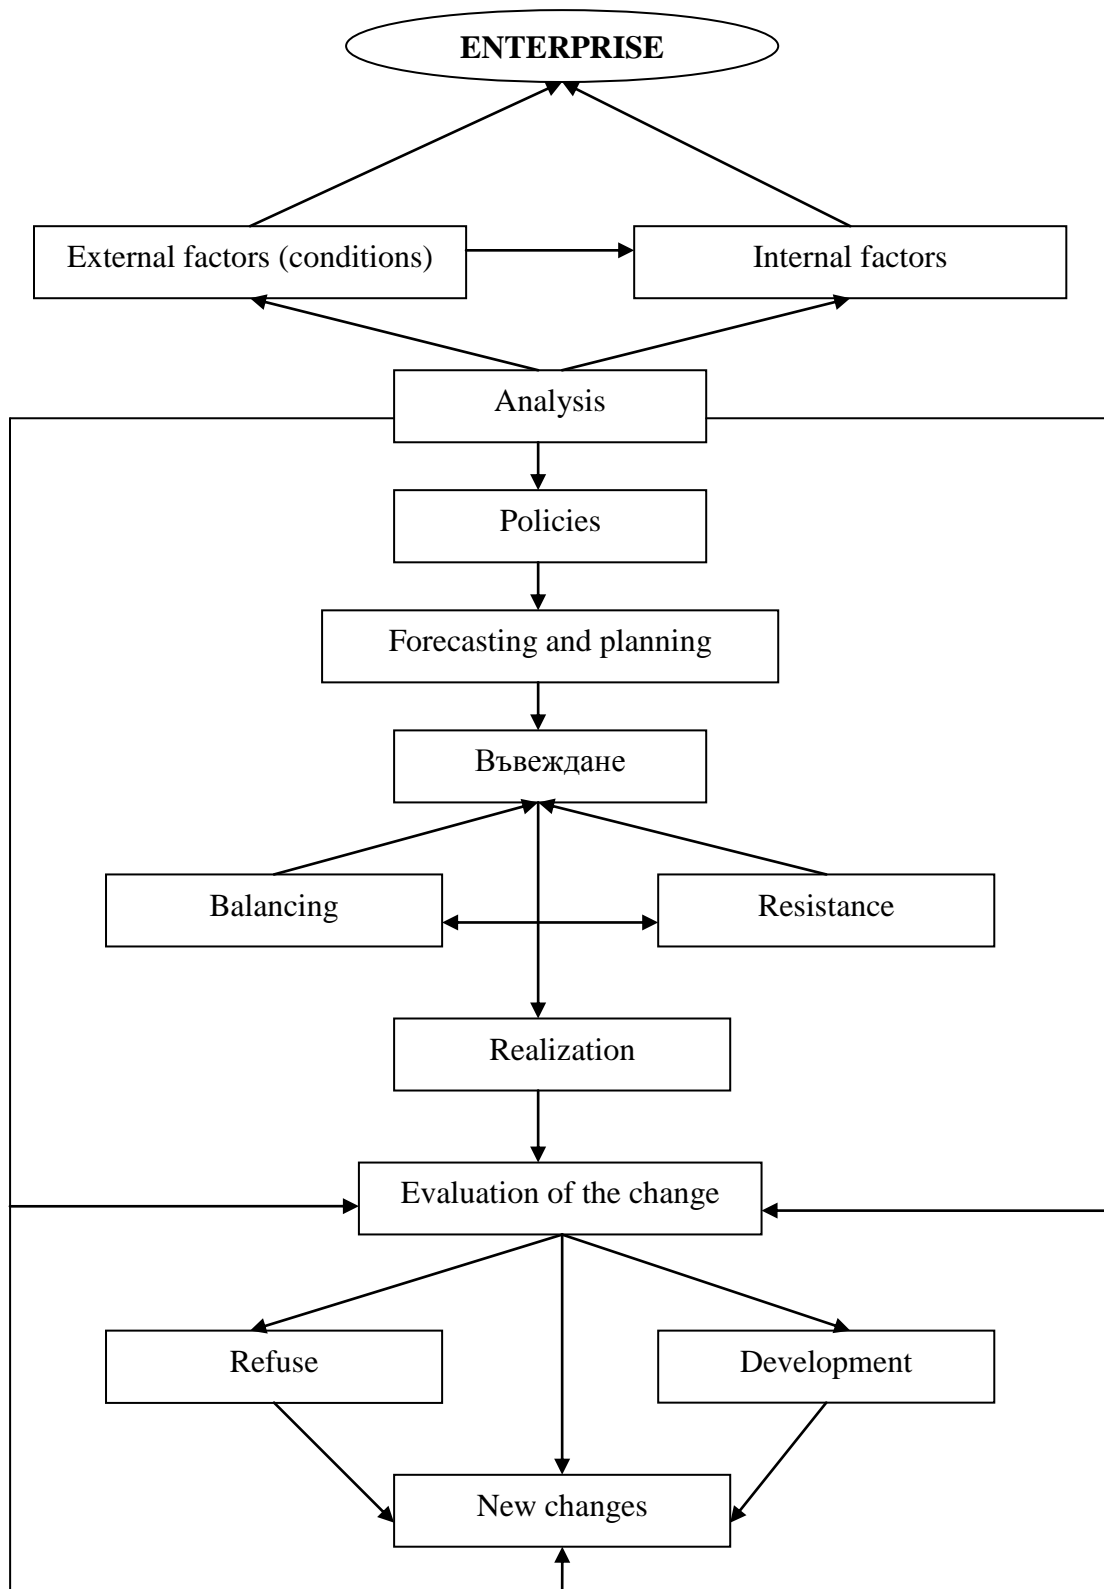 ENTERPRISE
External factors (conditions)
Internal factors
Analysis
Policies
Forecasting and planning
Въвеждане
Balancing
Resistance
Realization
Evaluation of the change
Refuse
Development
New changes